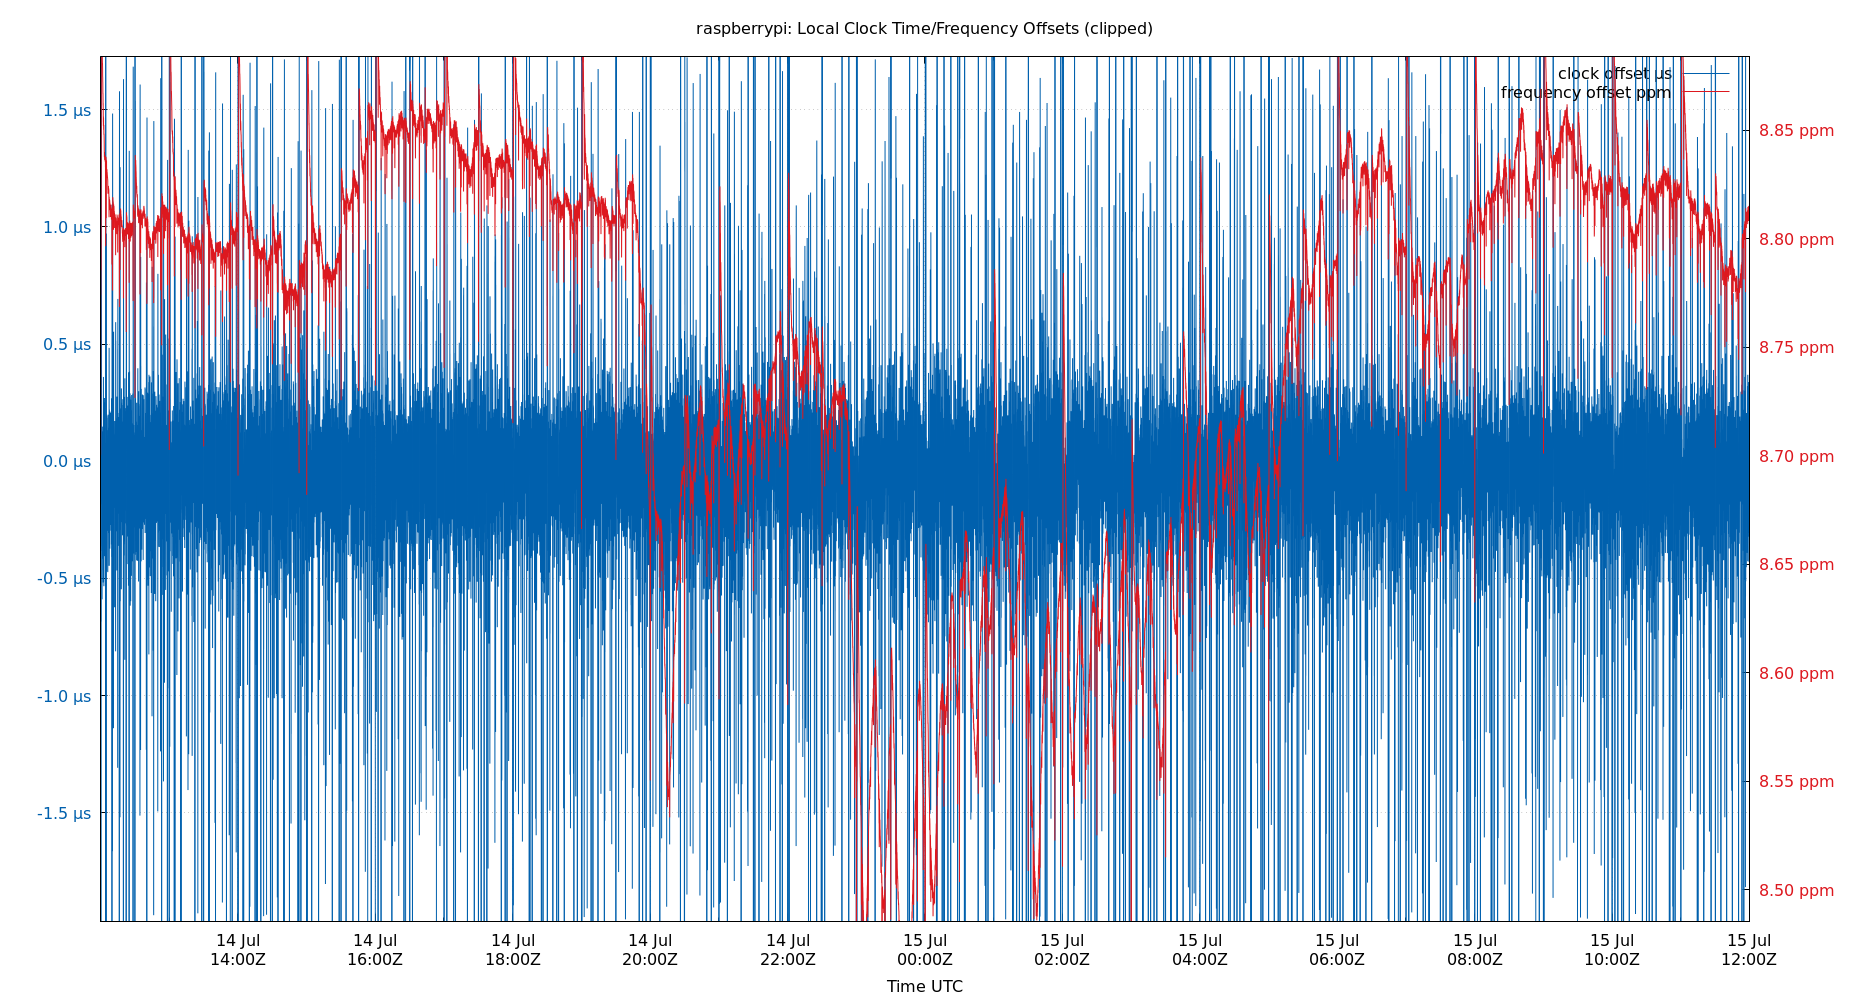 raspberrypi: Local Clock Time/Frequency Offsets (clipped)
clock offset µs
frequency offset ppm
1.5 µs
1.0 µs
0.5 µs
0.0 µs
-0.5 µs
-1.0 µs
-1.5 µs
8.85 ppm
8.80 ppm
8.75 ppm
8.70 ppm
8.65 ppm
8.60 ppm
8.55 ppm
8.50 ppm
14 Jul 14 Jul 14 Jul 14 Jul 14 Jul 15 Jul 15 Jul 15 Jul 15 Jul 15 Jul 15 Jul 15 Jul
14:00Z 16:00Z 18:00Z 20:00Z 22:00Z 00:00Z 02:00Z 04:00Z 06:00Z 08:00Z 10:00Z 12:00Z
Time UTC